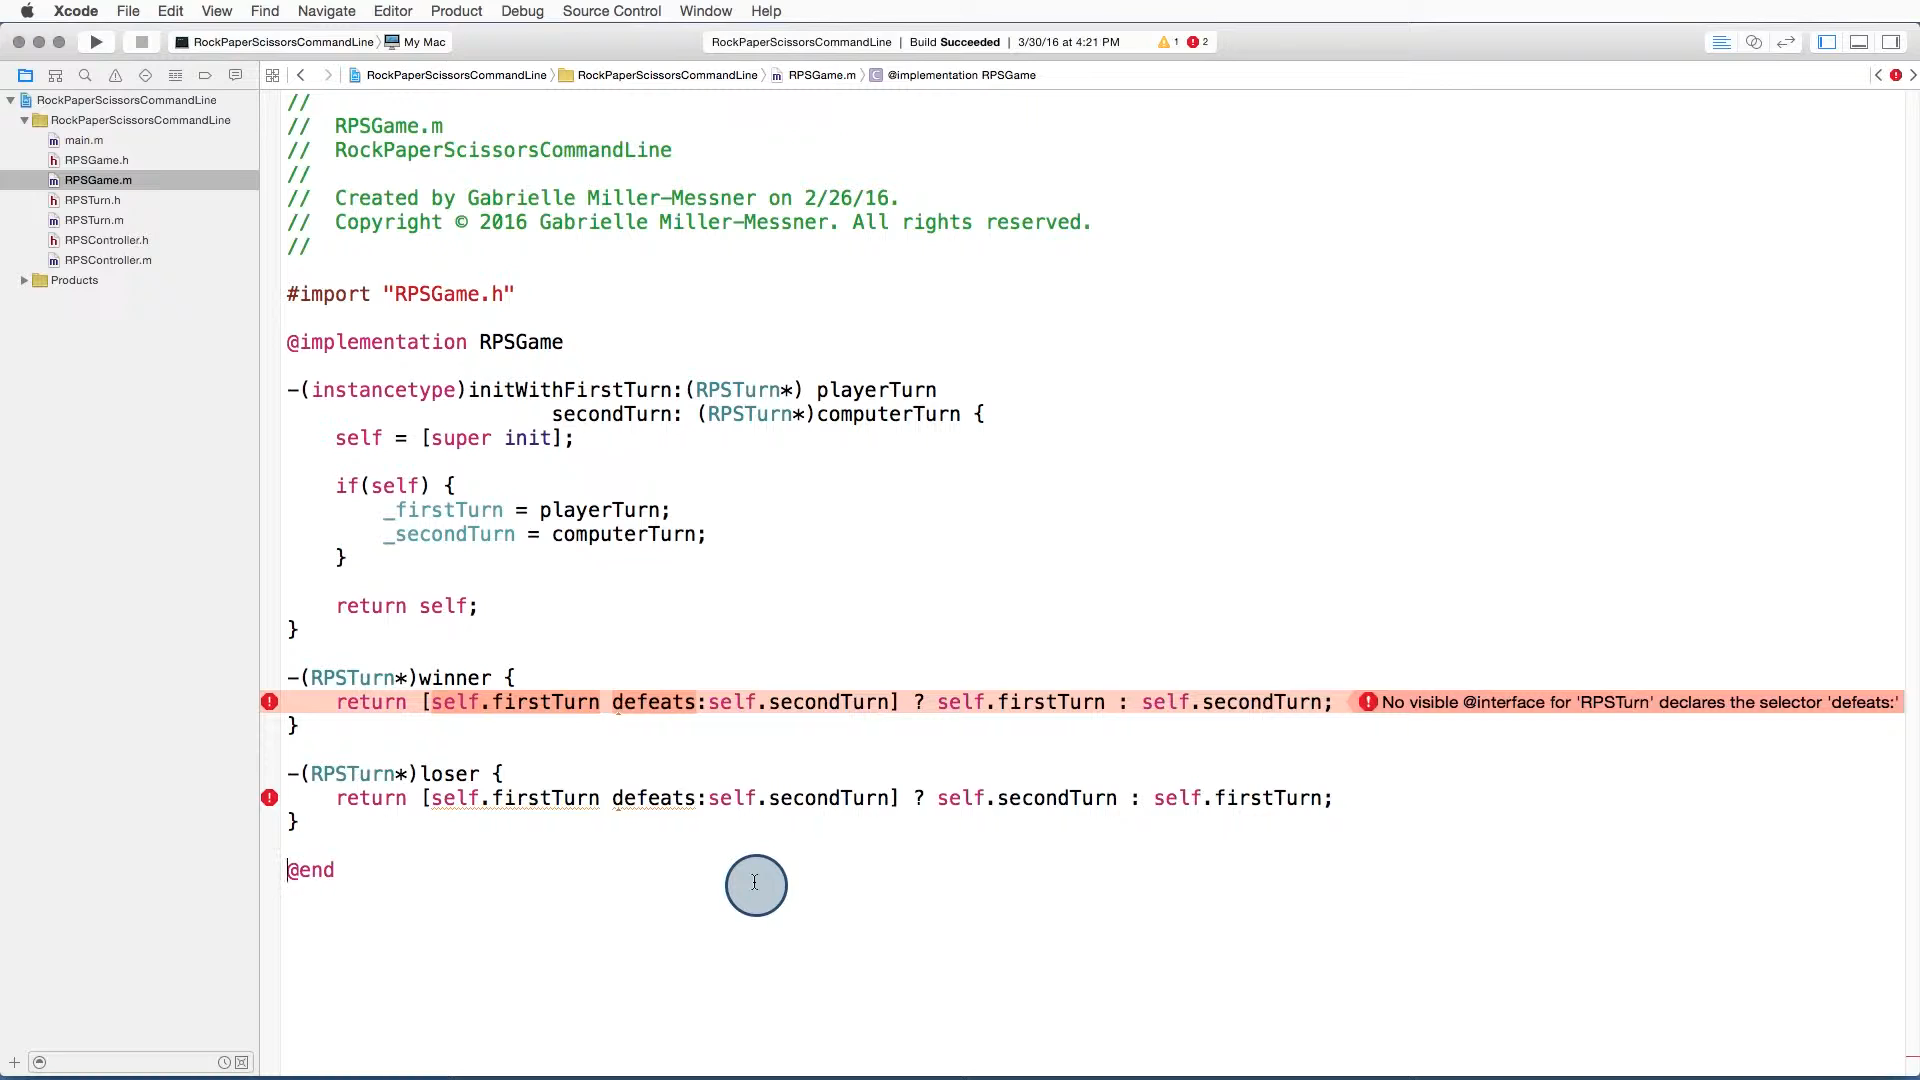 Xcode File Edit View Find Navigate Editor Product Debug Source Control Window Help
RockPaperScissorsCommandLine My Mac RockPaperScissorsCommandLine | Build Succeeded | 3/30/16 at 4:21 PM 1 2
RockPaperScissorsCommandLine RockPaperScissorsCommandLine RPSGame.m @implementation RPSGame
RockPaperScissorsCommandLine
RockPaperScissorsCommandLine
main.m
RPSGame.h
RPSGame.m
RPSTurn.h
RPSTurn.m
RPSController.h
RPSController.m
Products
//
// RPSGame.m
// RockPaperScissorsCommandLine
//
// Created by Gabrielle Miller-Messner on 2/26/16.
// Copyright © 2016 Gabrielle Miller-Messner. All rights reserved.
//
#import "RPSGame.h"
@implementation RPSGame
-(instancetype)initWithFirstTurn:(RPSTurn*) playerTurn
secondTurn: (RPSTurn*)computerTurn {
self = [super init];
if(self) {
_firstTurn = playerTurn;
_secondTurn = computerTurn;
}
return self;
}
-(RPSTurn*)winner {
return [self.firstTurn defeats:self.secondTurn] ? self.firstTurn : self.secondTurn; No visible @interface for 'RPSTurn' declares the selector 'defeats:'
}
-(RPSTurn*)loser {
return [self.firstTurn defeats:self.secondTurn] ? self.secondTurn : self.firstTurn;
}
@end